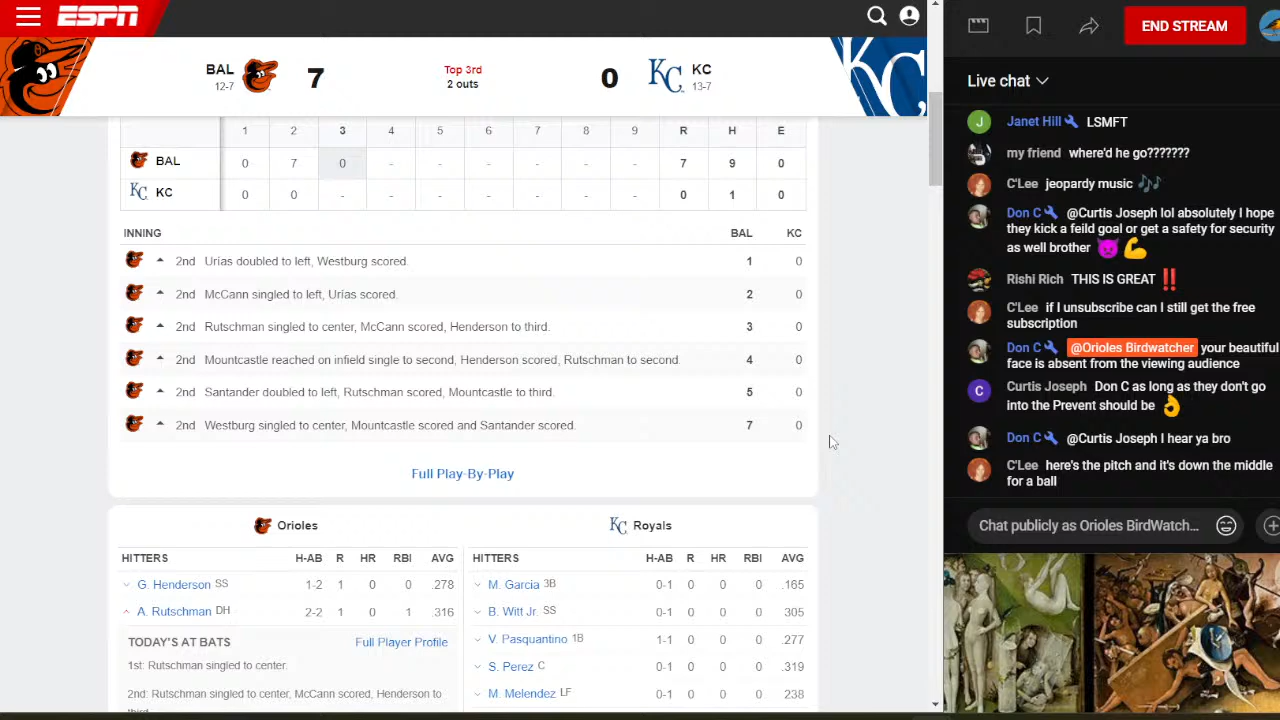 ESPN
END STREAM
BAL
12-7
7
Top 3rd
2 outs
0
KC
KC
13-7
KC
Live chat
1 2 3 4 5 6 7 8 9 R H E
BAL 0 7 0 - - - - - - 7 9 0
KC KC 0 0 - - - - - - - 0 1 0
INNING BAL KC
2nd Urías doubled to left, Westburg scored. 1 0
2nd McCann singled to left, Urías scored. 2 0
2nd Rutschman singled to center, McCann scored, Henderson to third. 3 0
2nd Mountcastle reached on infield single to second, Henderson scored, Rutschman to second. 4 0
2nd Santander doubled to left, Rutschman scored, Mountcastle to third. 5 0
2nd Westburg singled to center, Mountcastle scored and Santander scored. 7 0
Full Play-By-Play
Orioles
HITTERS H-AB R HR RBI AVG
G. Henderson SS 1-2 1 0 0 .278
A. Rutschman DH 2-2 1 0 1 .316
TODAY'S AT BATS Full Player Profile
1st: Rutschman singled to center.
2nd: Rutschman singled to center, McCann scored, Henderson to
KC Royals
HITTERS H-AB R HR RBI AVG
M. Garcia 3B 0-1 0 0 0 .165
B. Witt Jr. SS 0-1 0 0 0 .305
V. Pasquantino 1B 1-1 0 0 0 .277
S. Perez C 0-1 0 0 0 .319
M. Melendez LF 0-1 0 0 0 .238
J Janet Hill LSMFT
my friend where'd he go???????
C'Lee jeopardy music
Don C @Curtis Joseph lol absolutely I hope
they kick a feild goal or get a safety for security
as well brother
Rishi Rich THIS IS GREAT
C'Lee if I unsubscribe can I still get the free
subscription
Don C @Orioles Birdwatcher your beautiful
face is absent from the viewing audience
C Curtis Joseph Don C as long as they don't go
into the Prevent should be
Don C @Curtis Joseph I hear ya bro
C'Lee here's the pitch and it's down the middle
for a ball
Chat publicly as Orioles BirdWatch...